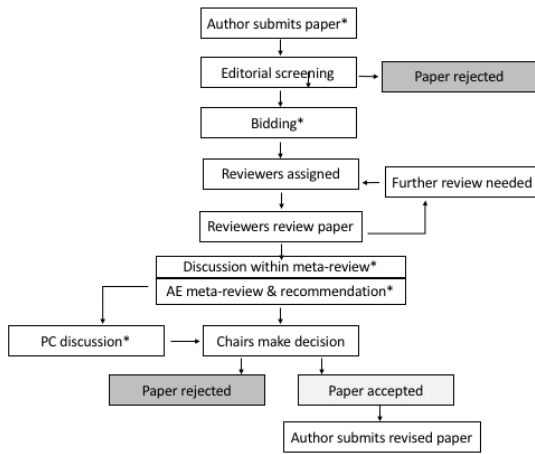 Author submits paper*
Editorial screening
Paper rejected
Bidding*
Reviewers assigned
Further review needed
Reviewers review paper
Discussion within meta-review*
AE meta-review & recommendation*
PC discussion*
Chairs make decision
Paper rejected
Paper accepted
Author submits revised paper